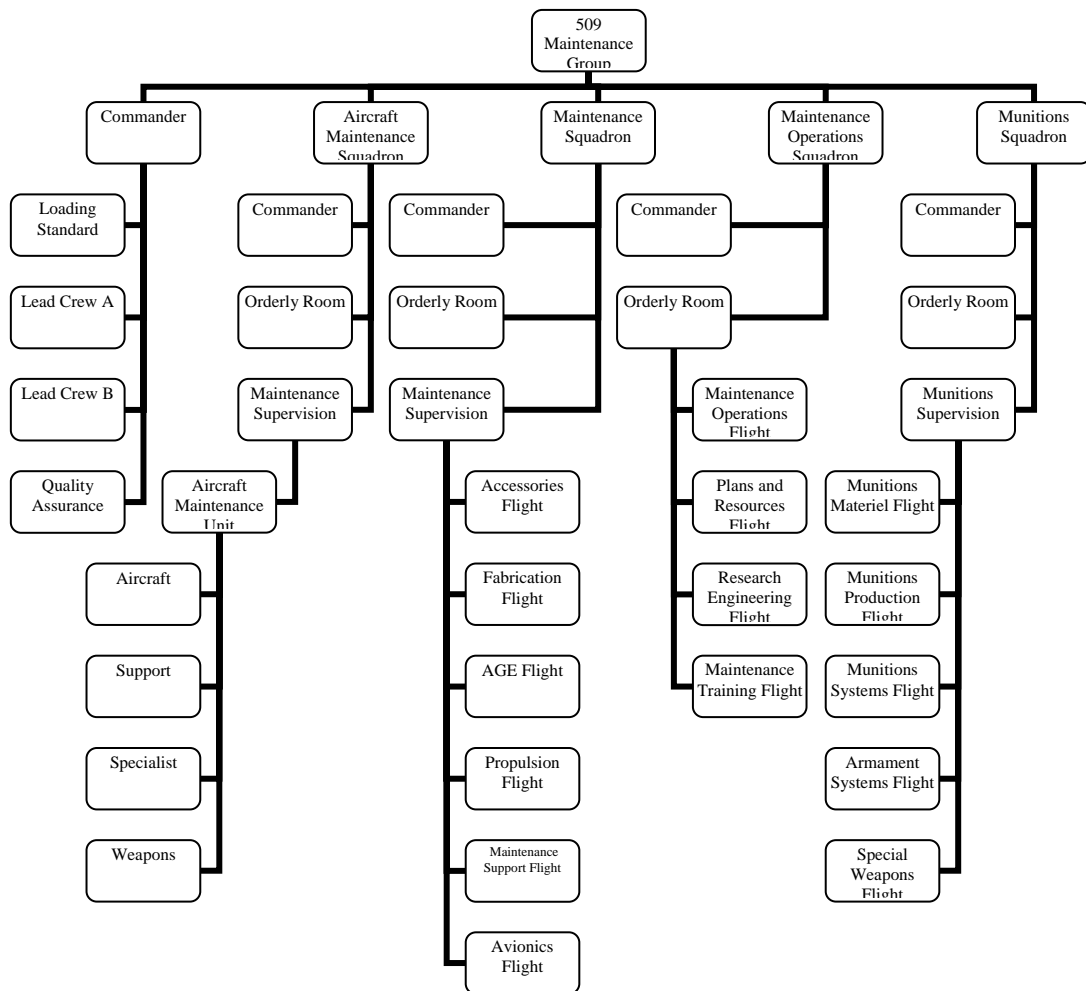 509
Maintenance
Group
Commander
Aircraft
Maintenance
Squadron
Maintenance
Squadron
Maintenance
Operations
Squadron
Munitions
Squadron
Loading
Standard
Lead Crew A
Lead Crew B
Quality
Assurance
Commander
Orderly Room
Maintenance
Supervision
Aircraft
Maintenance
Unit
Aircraft
Support
Specialist
Weapons
Commander
Orderly Room
Maintenance
Supervision
Accessories
Flight
Fabrication
Flight
AGE Flight
Propulsion
Flight
Maintenance
Support Flight
Avionics
Flight
Commander
Orderly Room
Maintenance
Operations
Flight
Plans and
Resources
Flight
Research
Engineering
Flight
Maintenance
Training Flight
Commander
Orderly Room
Munitions
Supervision
Munitions
Materiel Flight
Munitions
Production
Flight
Munitions
Systems Flight
Armament
Systems Flight
Special
Weapons
Flight